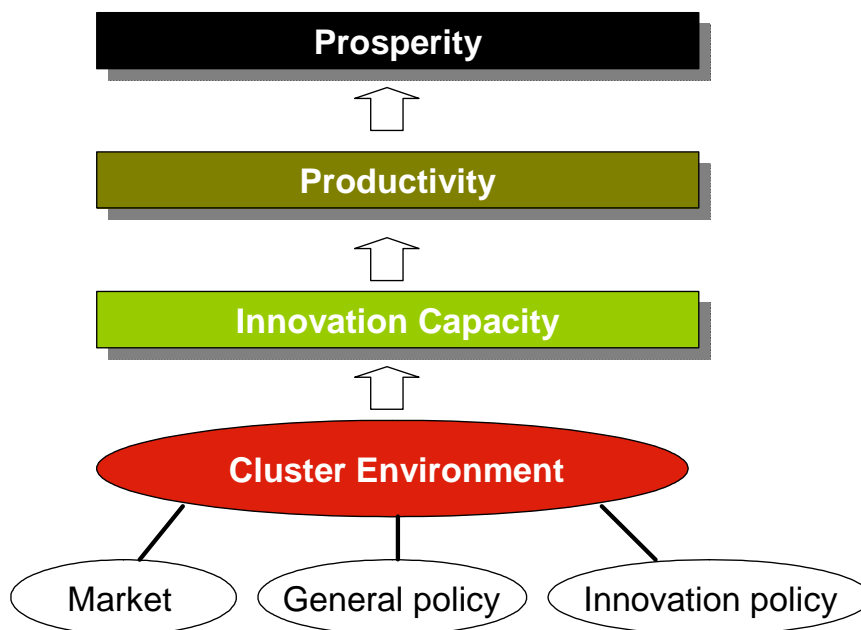 Prosperity
Productivity
Innovation Capacity
Cluster Environment
Market
General policy
Innovation policy